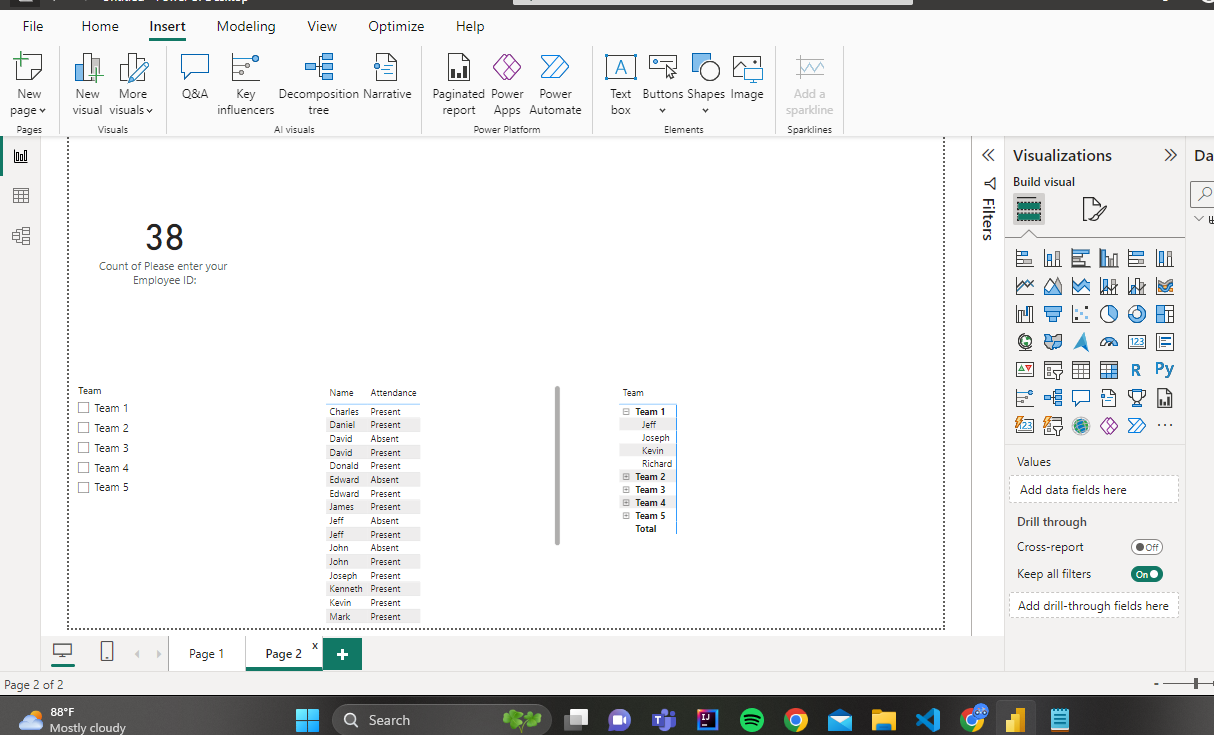 File Home Insert Modeling View Optimize Help
New page
New visual
More visuals
Q&A
Key influencers
Decomposition tree
Narrative
Paginated report
Power Apps
Power Automate
Text box
Buttons
Shapes
Image
Add a sparkline
Pages
Visuals
AI visuals
Power Platform
Elements
Sparklines
38
Count of Please enter your
Employee ID:
Team
Team 1
Team 2
Team 3
Team 4
Team 5
Name Attendance
Charles Present
Daniel Present
David Absent
David Present
Donald Present
Edward Absent
Edward Present
James Present
Jeff Absent
Jeff Present
John Absent
John Present
Joseph Present
Kenneth Present
Kevin Present
Mark Present
Team
Team 1
Jeff
Joseph
Kevin
Richard
Team 2
Team 3
Team 4
Team 5
Total
Filters
Visualizations
Build visual
123
R
Py
123
Values
Add data fields here
Drill through
Cross-report Off
Keep all filters On
Add drill-through fields here
Da
Page 1
Page 2 x
+
Page 2 of 2
88°F
Mostly cloudy
Search